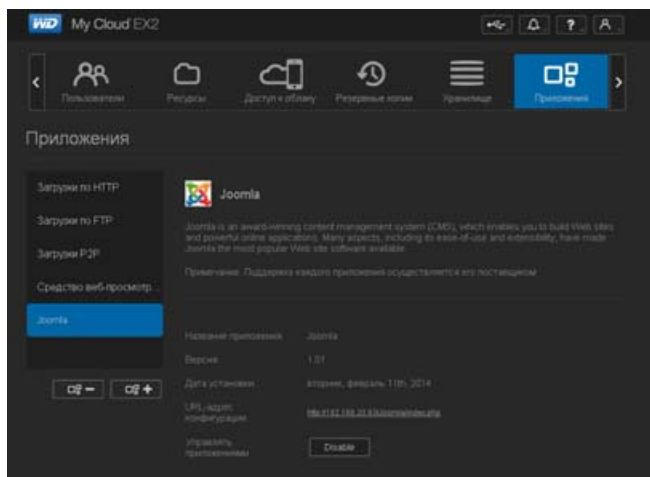 WD My Cloud EX2
Пользователи Ресурсы Доступ к облаку Резервные копии Хранилище Приложения
Приложения
Загрузки по HTTP
Загрузки по FTP
Загрузки P2P
Средство веб-просмотр...
Joomla
Joomla
Joomla is an award-winning content management system (CMS), which enables you to build Web sites
and powerful online applications. Many aspects, including its ease-of-use and extensibility, have made
Joomla the most popular Web site software available.
Примечание. Поддержка каждого приложения осуществляется его поставщиком
Название приложения Joomla
Версия 1.01
Дата установки вторник, февраль 11th, 2014
URL-адрес
конфигурации
Управлять
приложениями
Disable